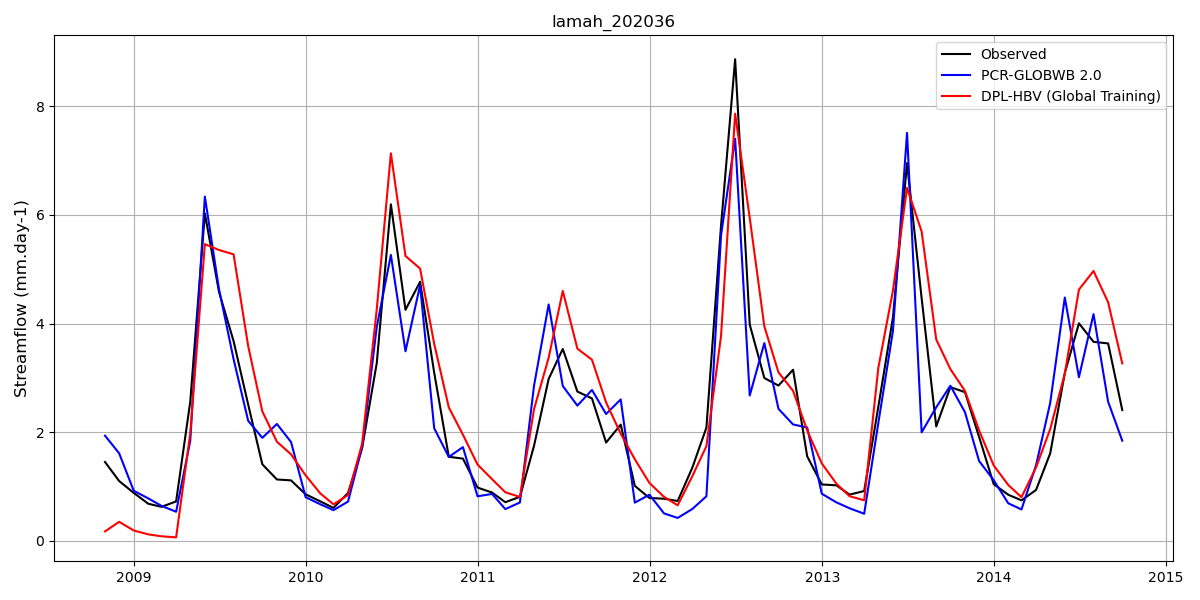 lamah_202036
Observed
PCR-GLOBWB 2.0
DPL-HBV (Global Training)
Streamflow (mm.day-1)
8
6
4
2
0
2009 2010 2011 2012 2013 2014 2015